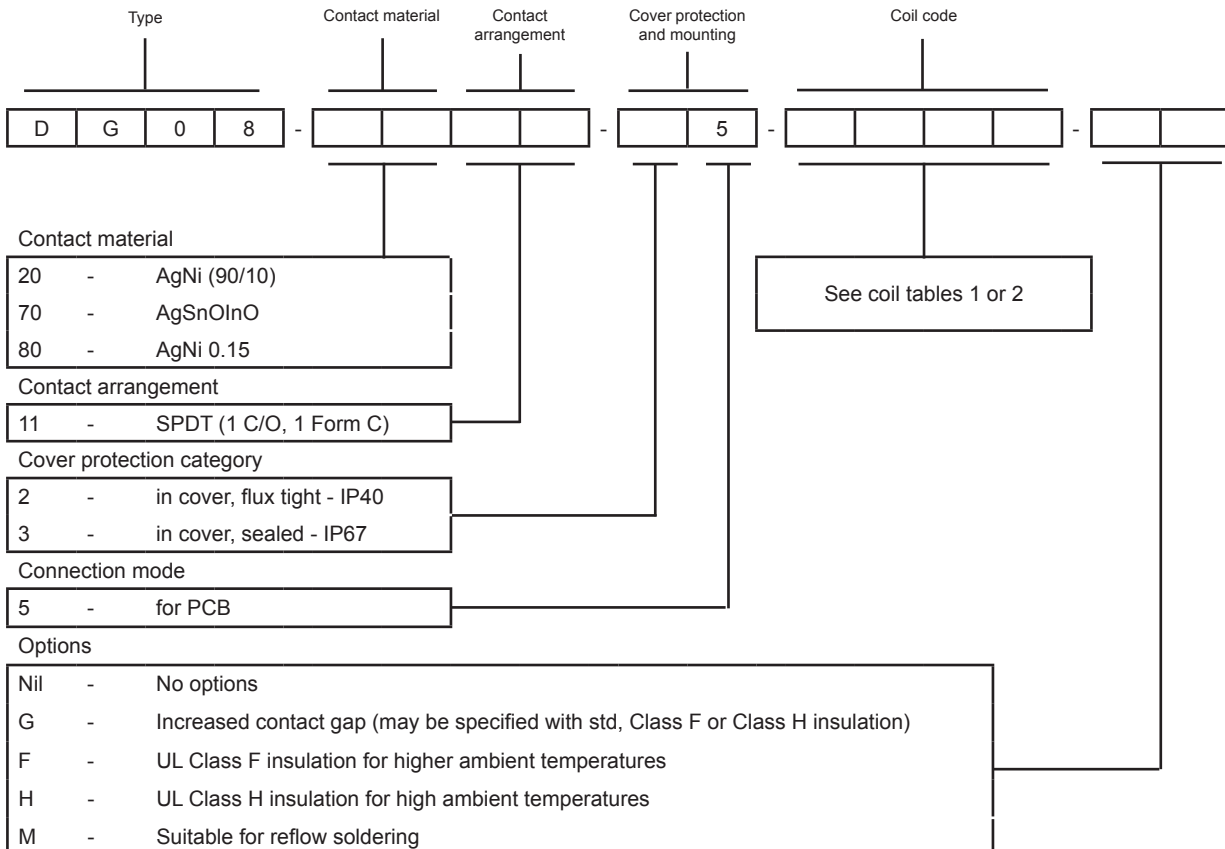 Type
Contact material
Contact
arrangement
Cover protection
and mounting
Coil code
D G 0 8 - - 5 - -
Contact material
20 - AgNi (90/10)
70 - AgSnOInO
80 - AgNi 0.15
See coil tables 1 or 2
Contact arrangement
11 - SPDT (1 C/O, 1 Form C)
Cover protection category
2 - in cover, flux tight - IP40
3 - in cover, sealed - IP67
Connection mode
5 - for PCB
Options
Nil - No options
G - Increased contact gap (may be specified with std, Class F or Class H insulation)
F - UL Class F insulation for higher ambient temperatures
H - UL Class H insulation for high ambient temperatures
M - Suitable for reflow soldering